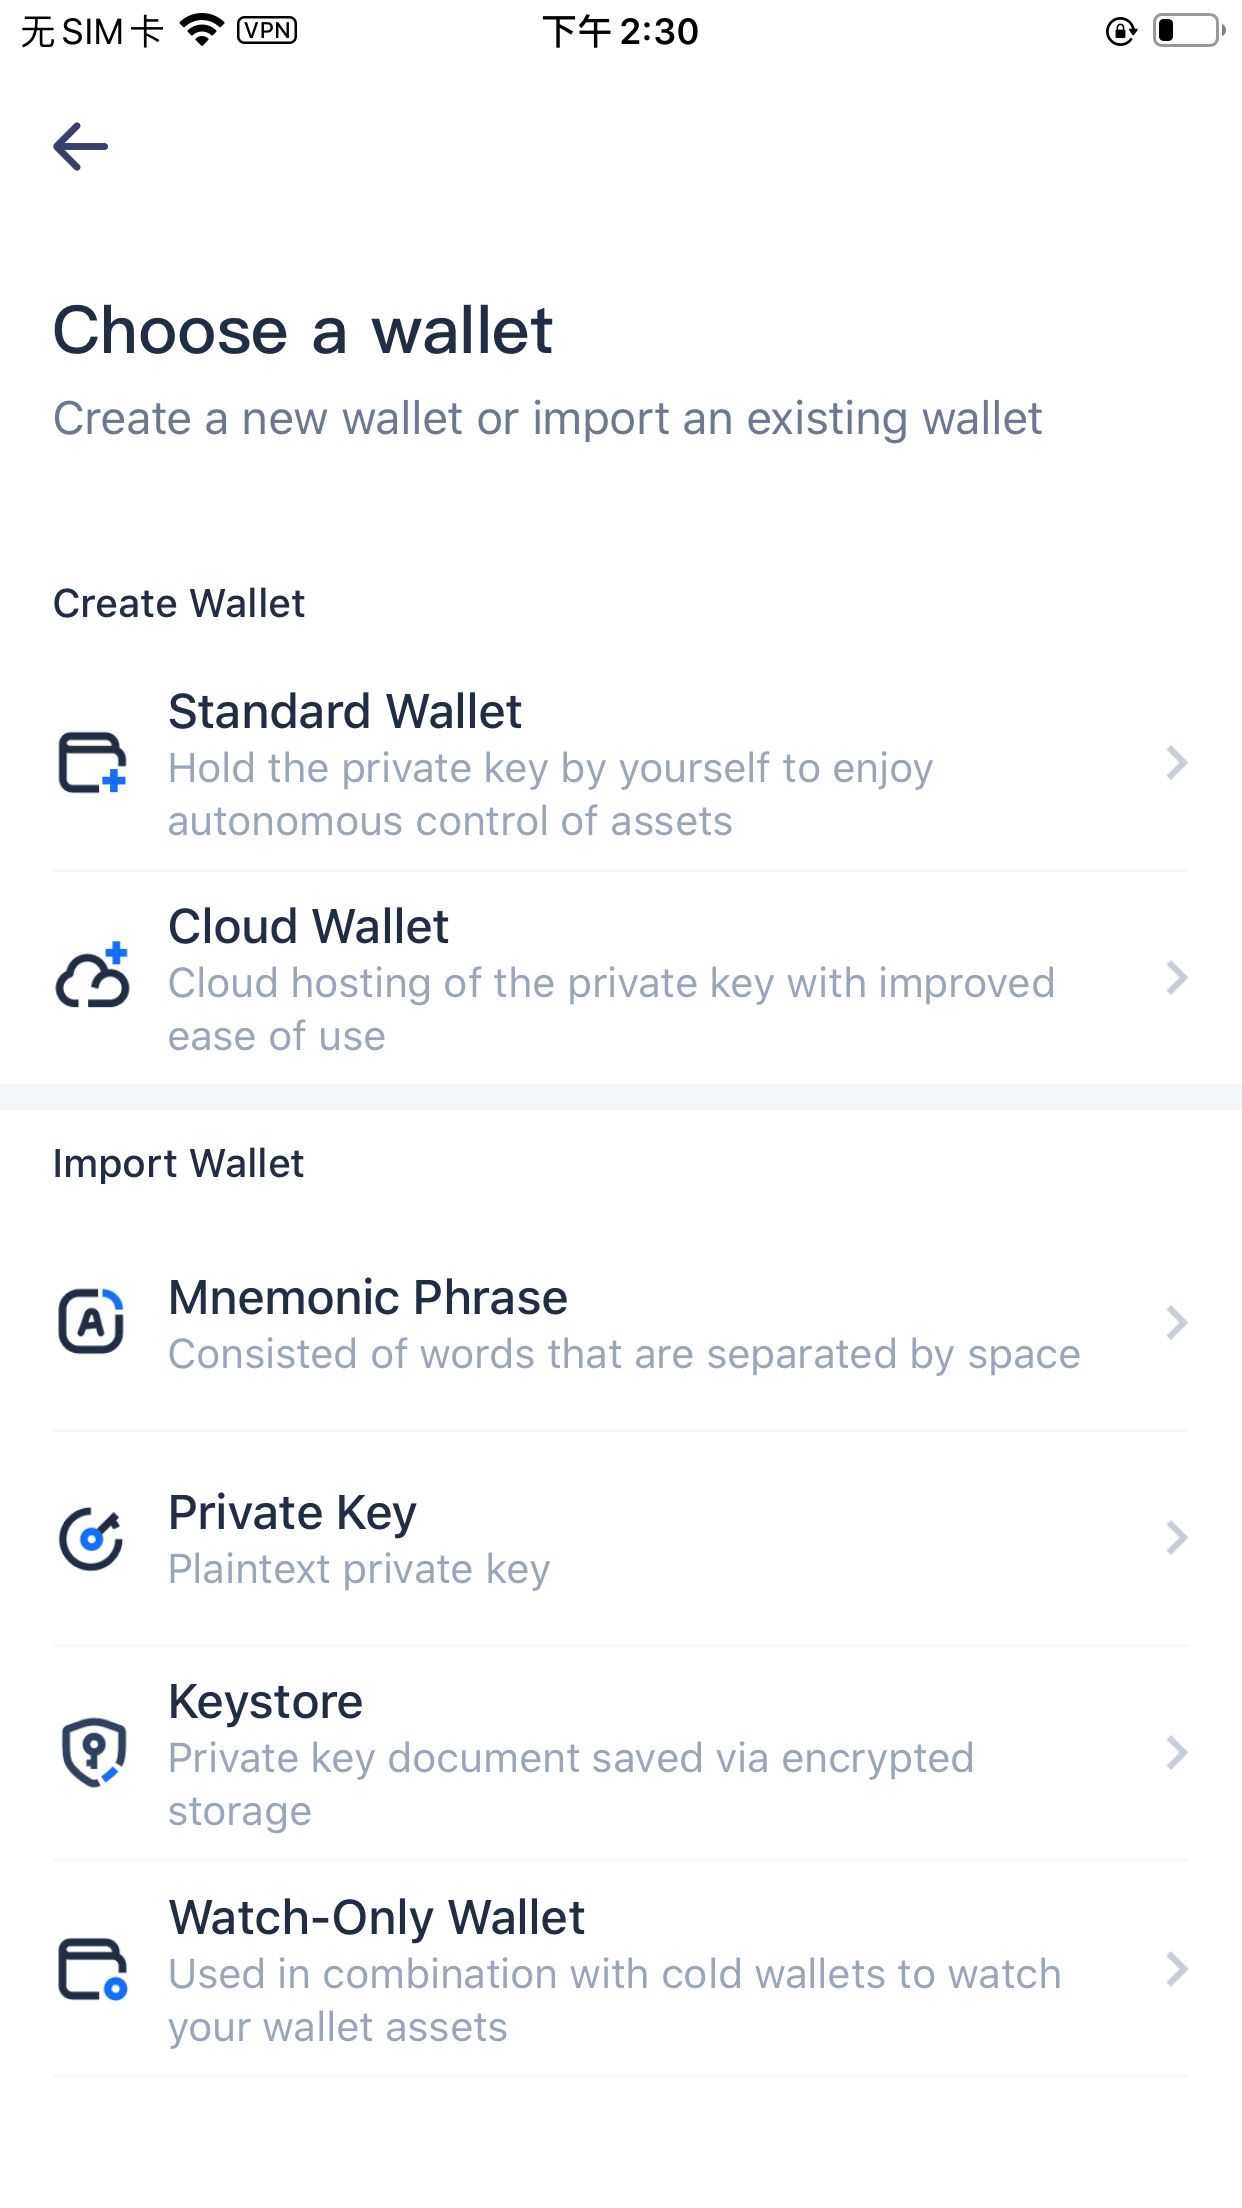 无 SIM 卡 VPN 下午 2:30
Choose a wallet
Create a new wallet or import an existing wallet
Create Wallet
Standard Wallet
Hold the private key by yourself to enjoy
autonomous control of assets
Cloud Wallet
Cloud hosting of the private key with improved
ease of use
Import Wallet
A
Mnemonic Phrase
Consisted of words that are separated by space
Private Key
Plaintext private key
Keystore
Private key document saved via encrypted
storage
Watch-Only Wallet
Used in combination with cold wallets to watch
your wallet assets